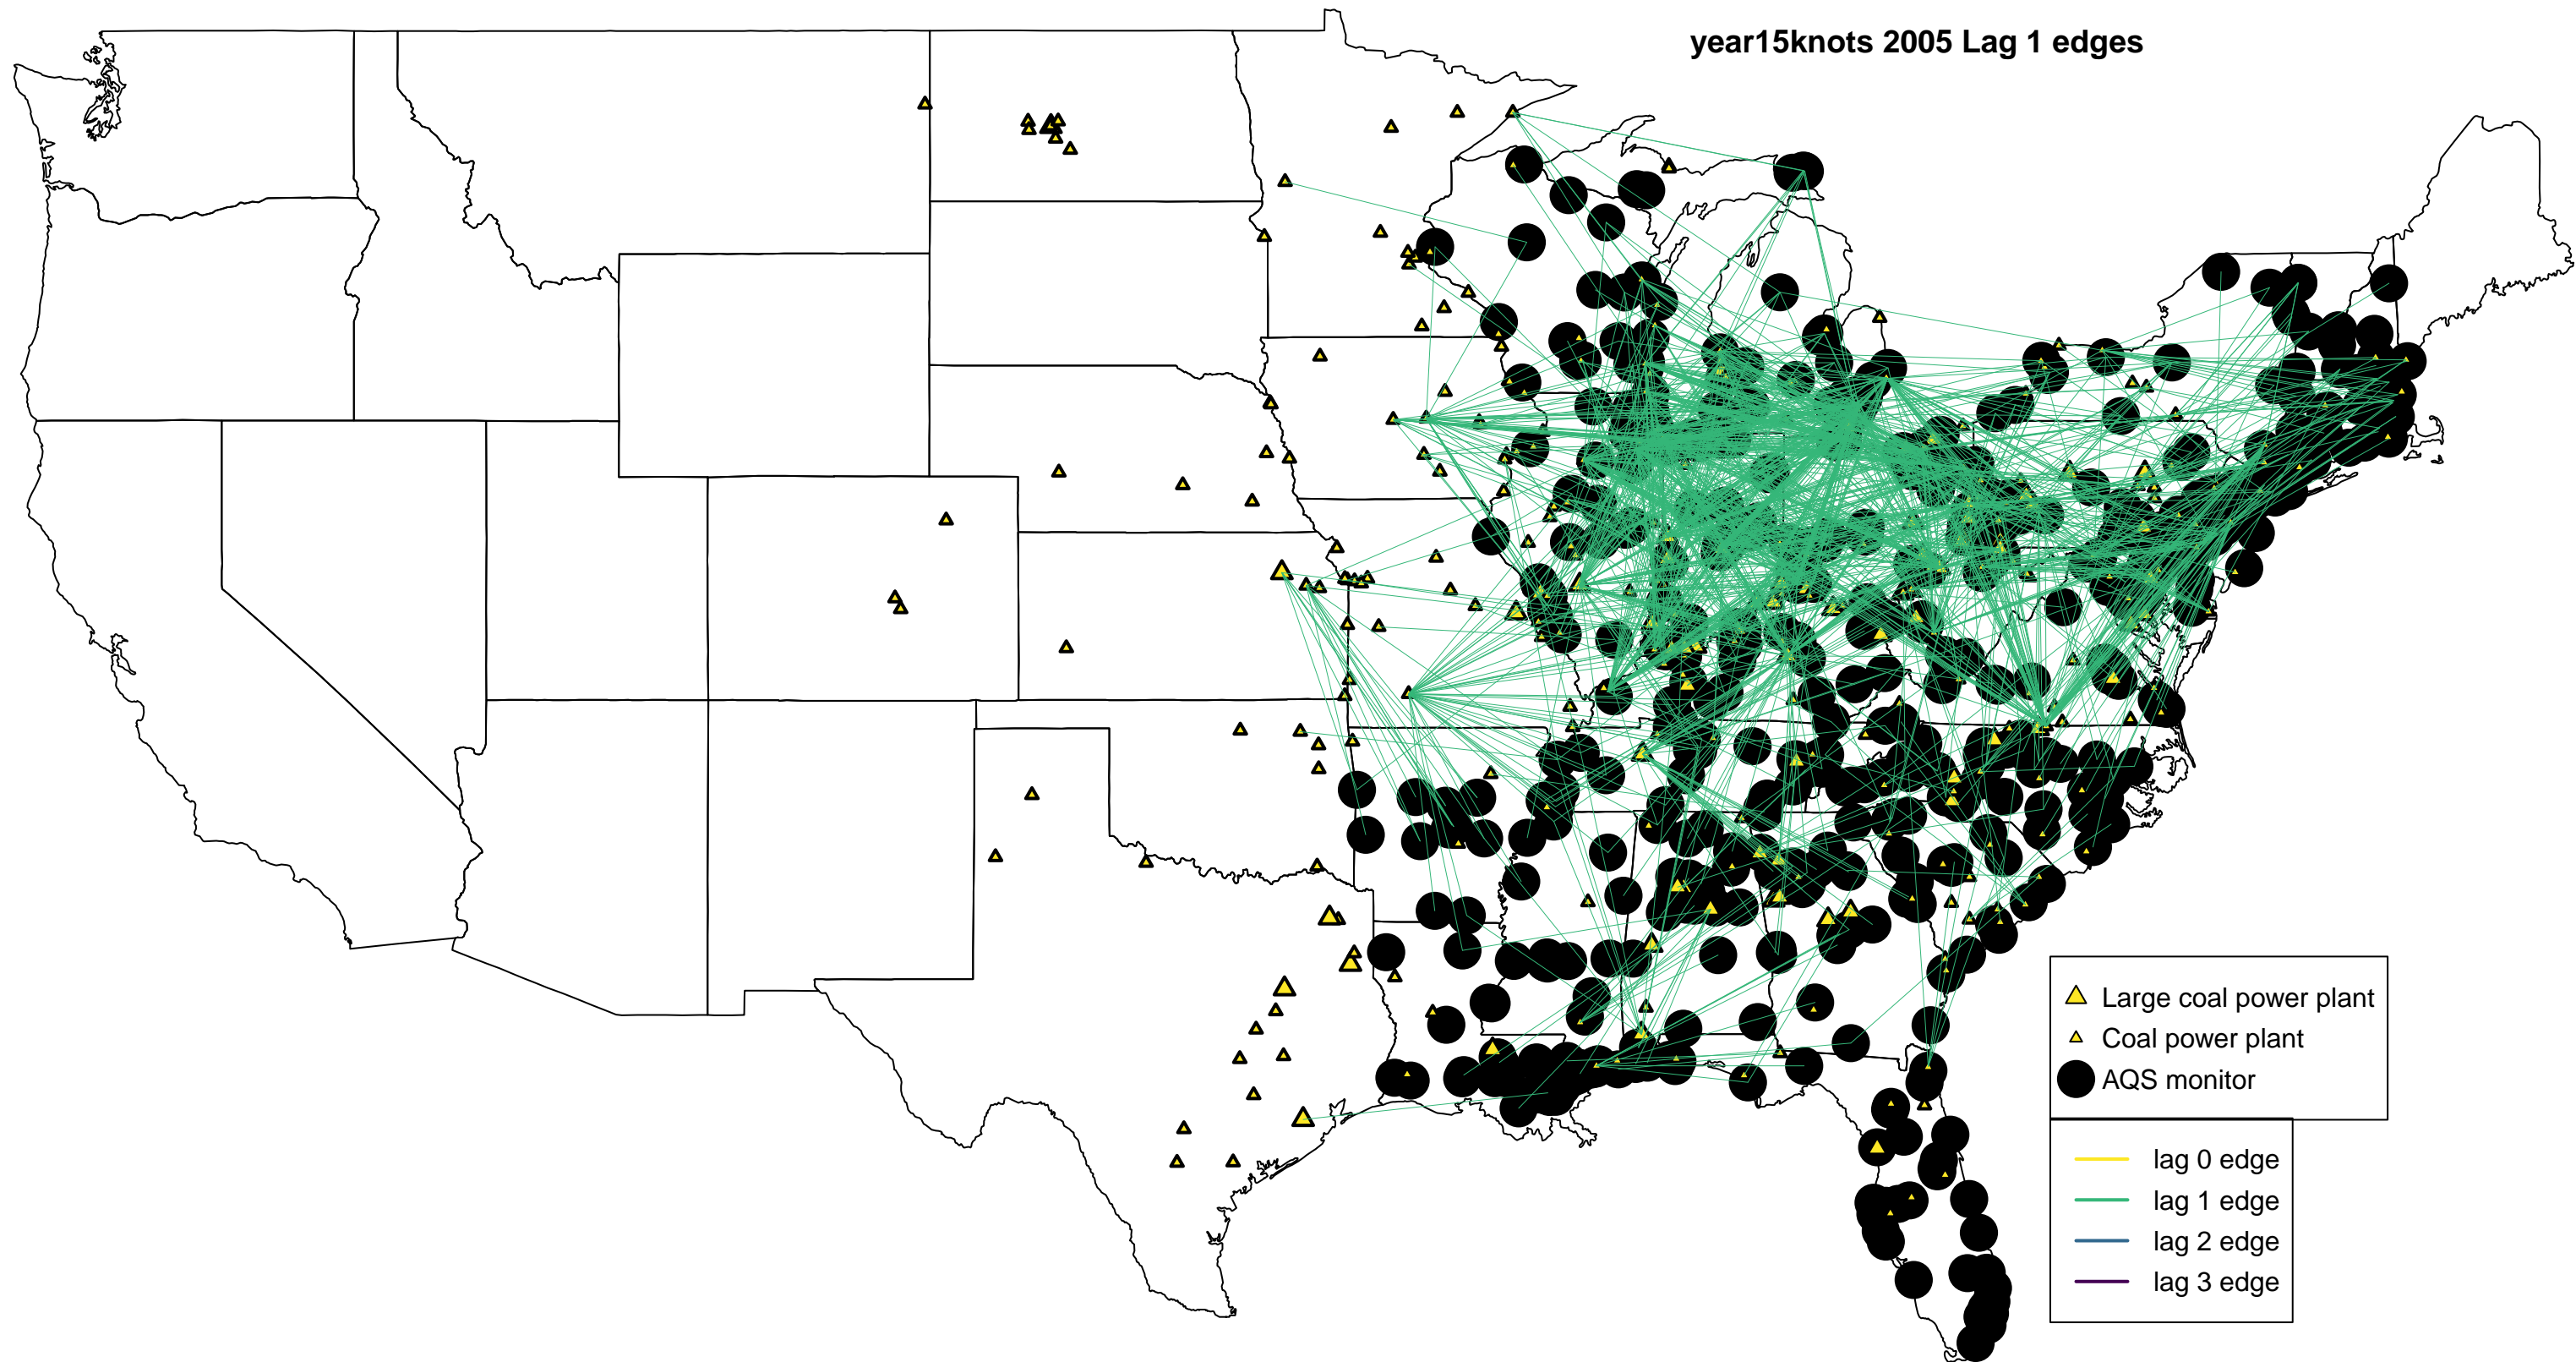 year15knots 2005 Lag 1 edges
Large coal power plant
Coal power plant
AQS monitor
lag 0 edge
lag 1 edge
lag 2 edge
lag 3 edge